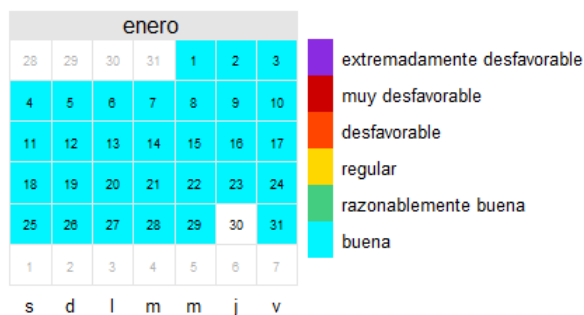 enero
28 29 30 31 1 2 3
4 5 6 7 8 9 10
11 12 13 14 15 16 17
18 19 20 21 22 23 24
25 26 27 28 29 30 31
1 2 3 4 5 6 7
s d l m m j v
extremadamente desfavorable
muy desfavorable
desfavorable
regular
razonablemente buena
buena